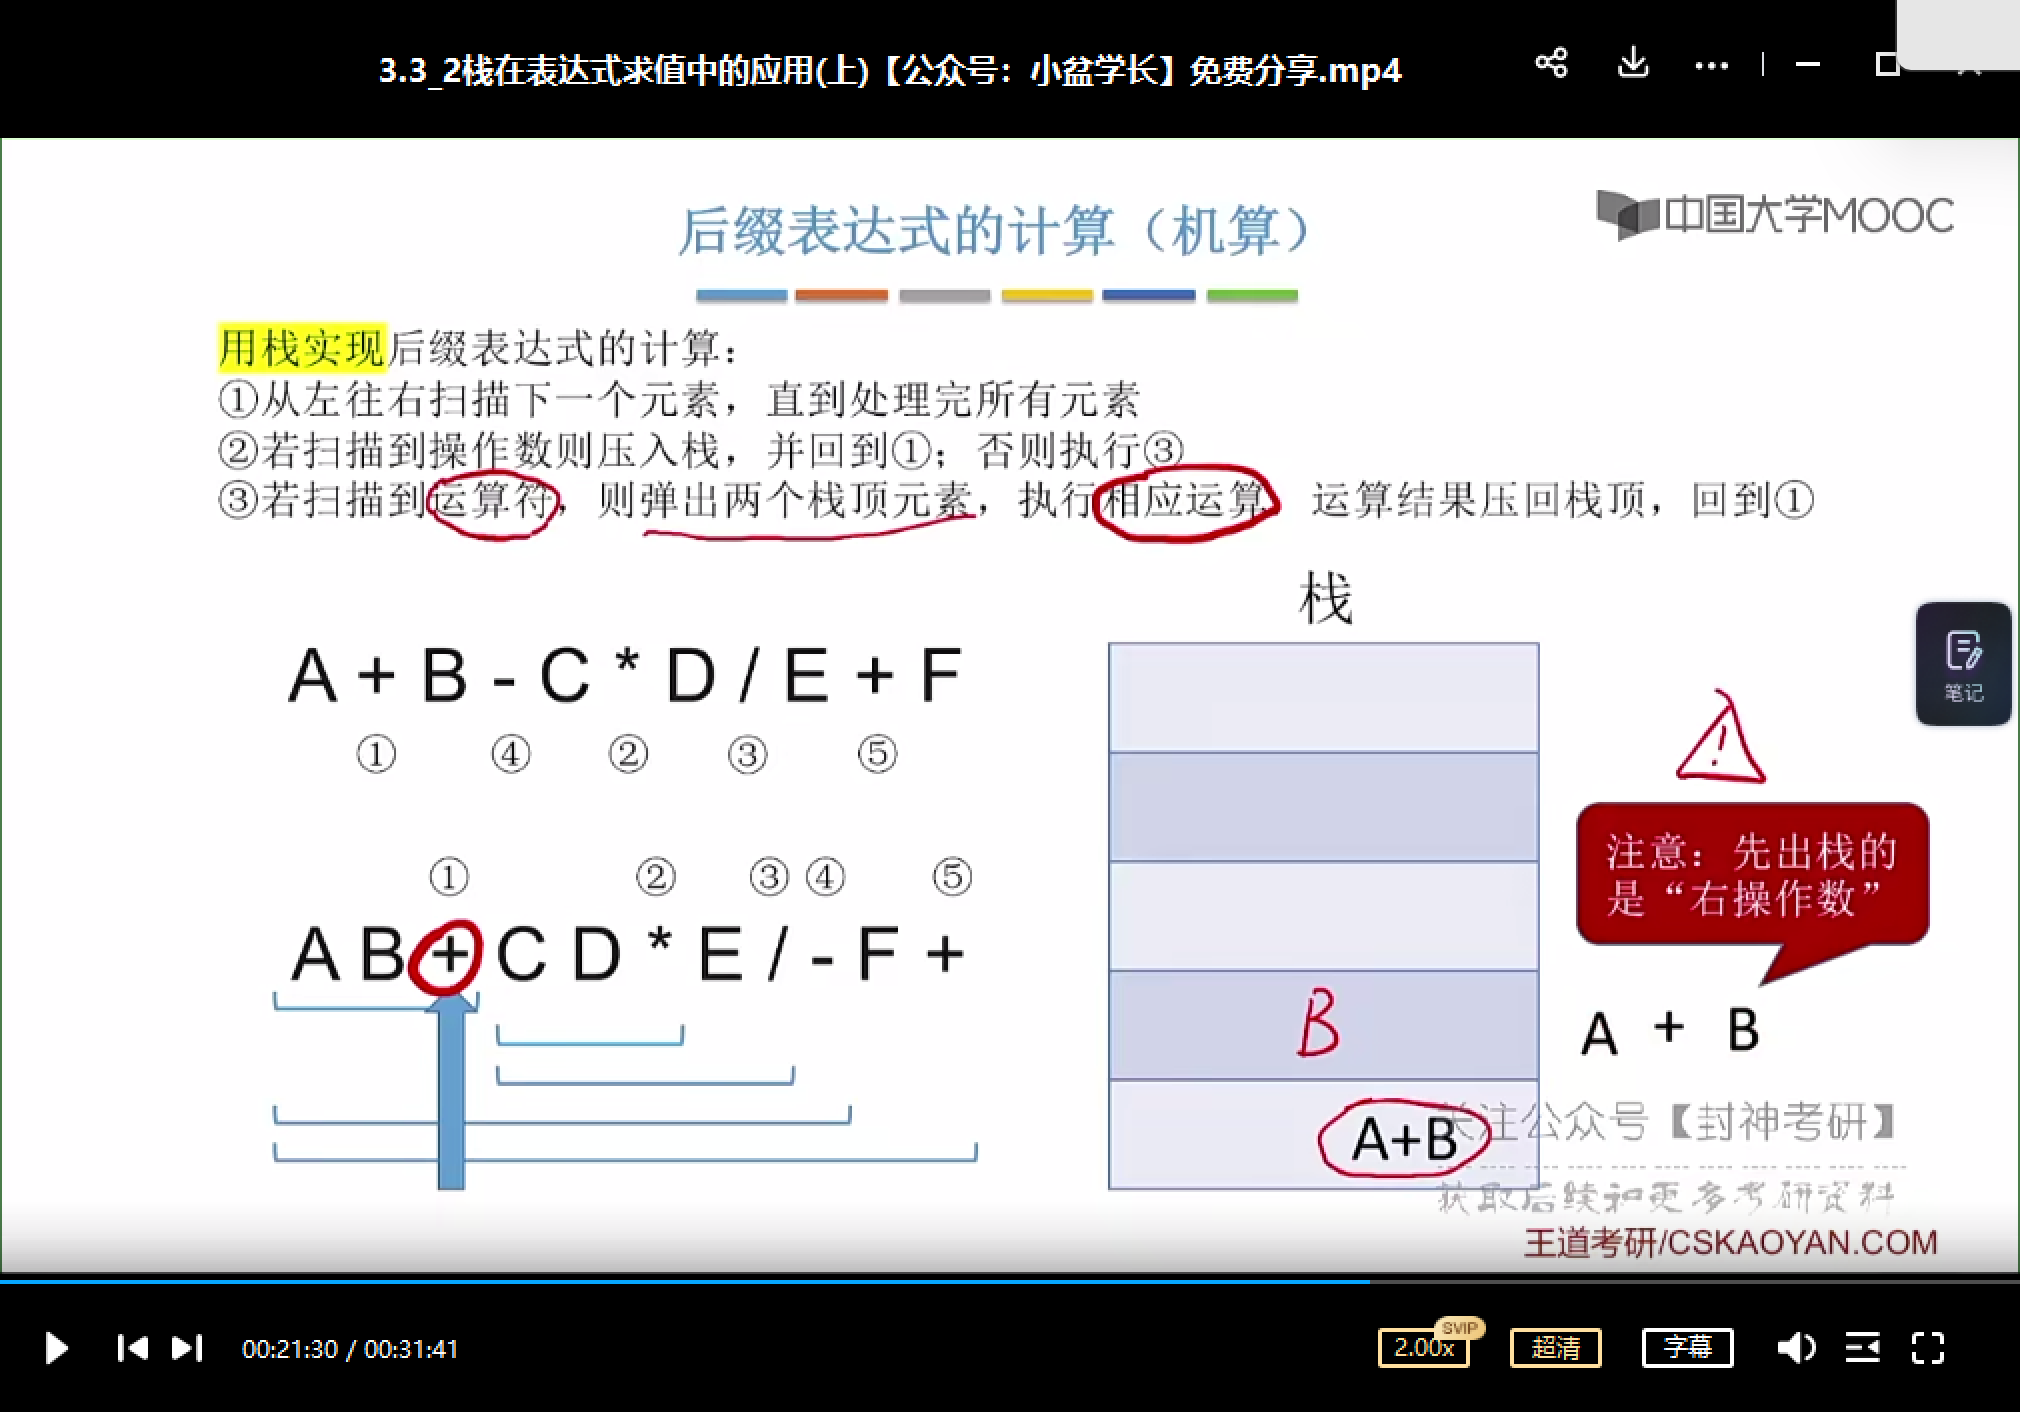 3.3_2栈在表达式求值中的应用(上)【公众号：小盆学长】免费分享.mp4
中国大学MOOC
后缀表达式的计算（机算）
用栈实现后缀表达式的计算：
①从左往右扫描下一个元素，直到处理完所有元素
②若扫描到操作数则压入栈，并回到①；否则执行③
③若扫描到运算符，则弹出两个栈顶元素，执行相应运算 运算结果压回栈顶，回到①
栈
A + B - C * D / E + F
① ④ ② ③ ⑤
① ② ③ ④ ⑤
A B + C D * E / - F +
笔记
!
注意：先出栈的
是“右操作数”
B
A + B
A+B
关注公众号【封神考研】
获取后续和更多考研资料
王道考研/CSKAOYAN.COM
00:21:30 / 00:31:41
SVIP
2.00x
超清
字幕